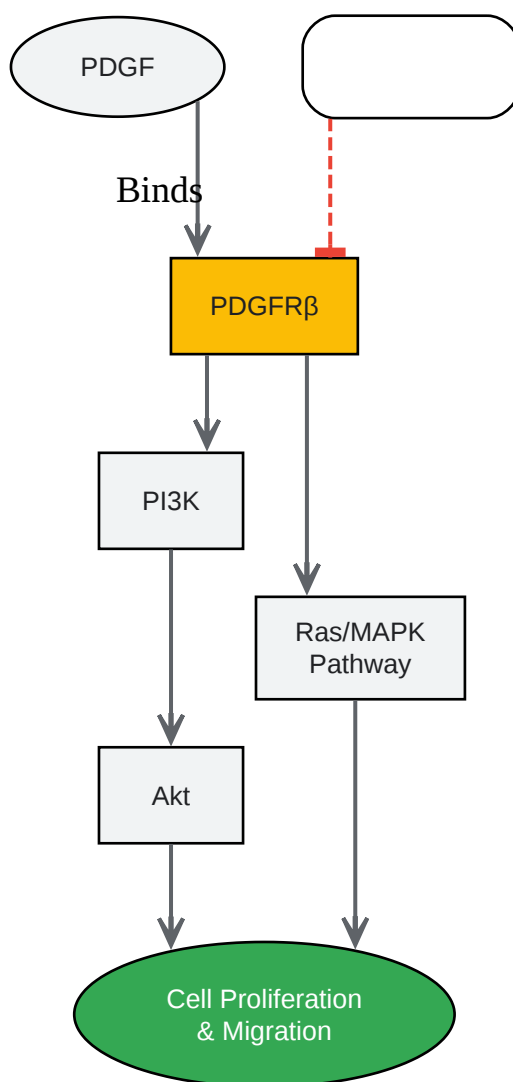 PDGF
Binds
PDGFRβ
PI3K
Ras/MAPK
Pathway
Akt
Cell Proliferation
& Migration